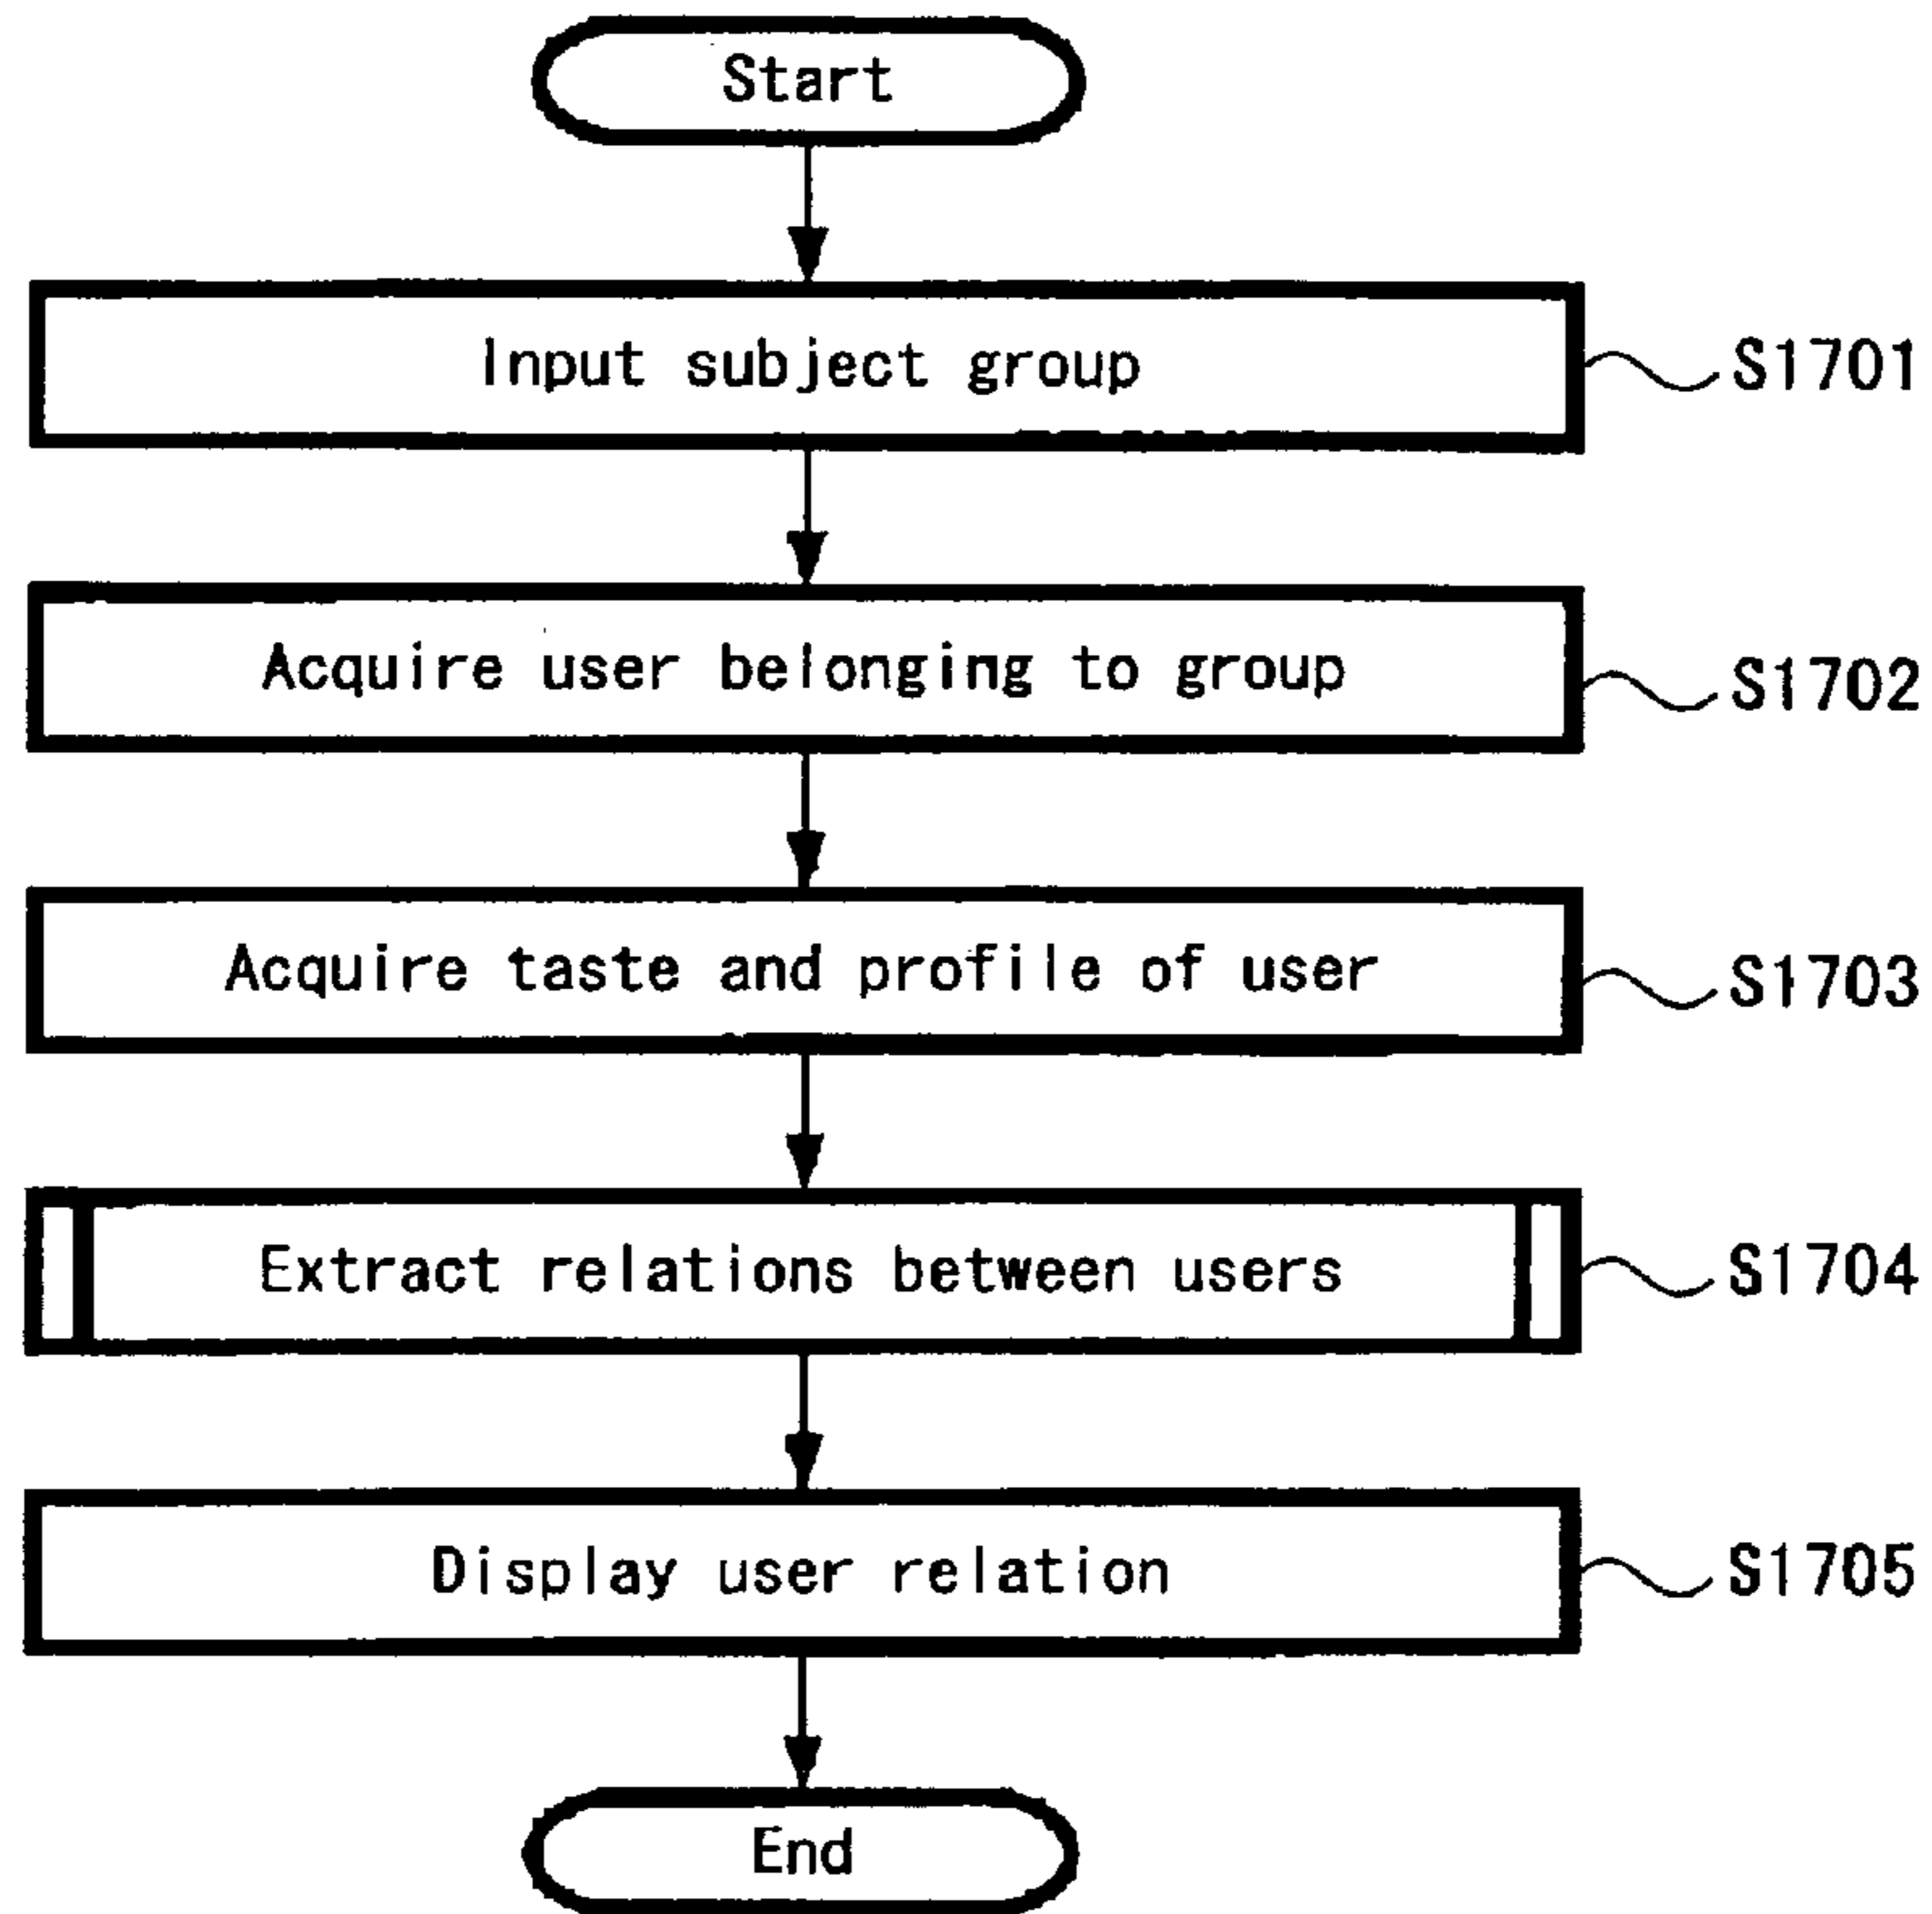 Start
Input subject group
S1701
Acquire user belonging to group
S1702
Acquire taste and profile of user
S1703
Extract relations between users
S1704
Display user relation
S1705
End